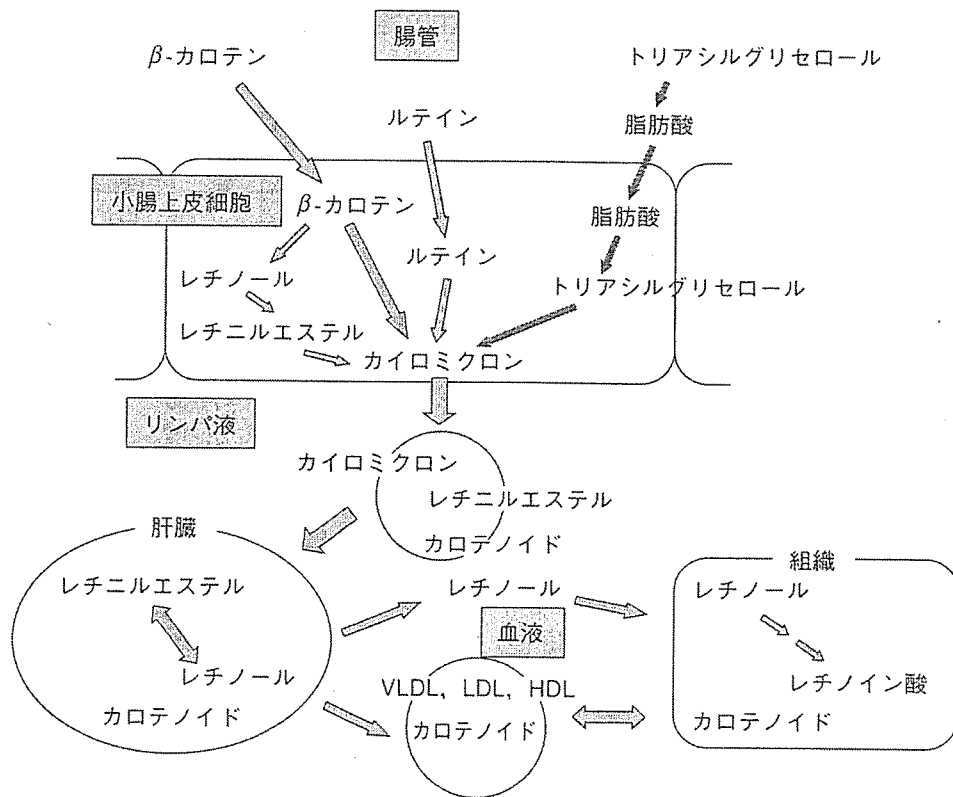 腸管
β-カロテン
トリアシルグリセロール
ルテイン
脂肪酸
小腸上皮細胞
β-カロテン
脂肪酸
ルテイン
レチノール
トリアシルグリセロール
レチニルエステル
カイロミクロン
リンパ液
カイロミクロン
レチニルエステル
カロテノイド
肝臓
レチニルエステル
レチノール
カロテノイド
レチノール
血液
VLDL, LDL, HDL
カロテノイド
組織
レチノール
レチノイン酸
カロテノイド